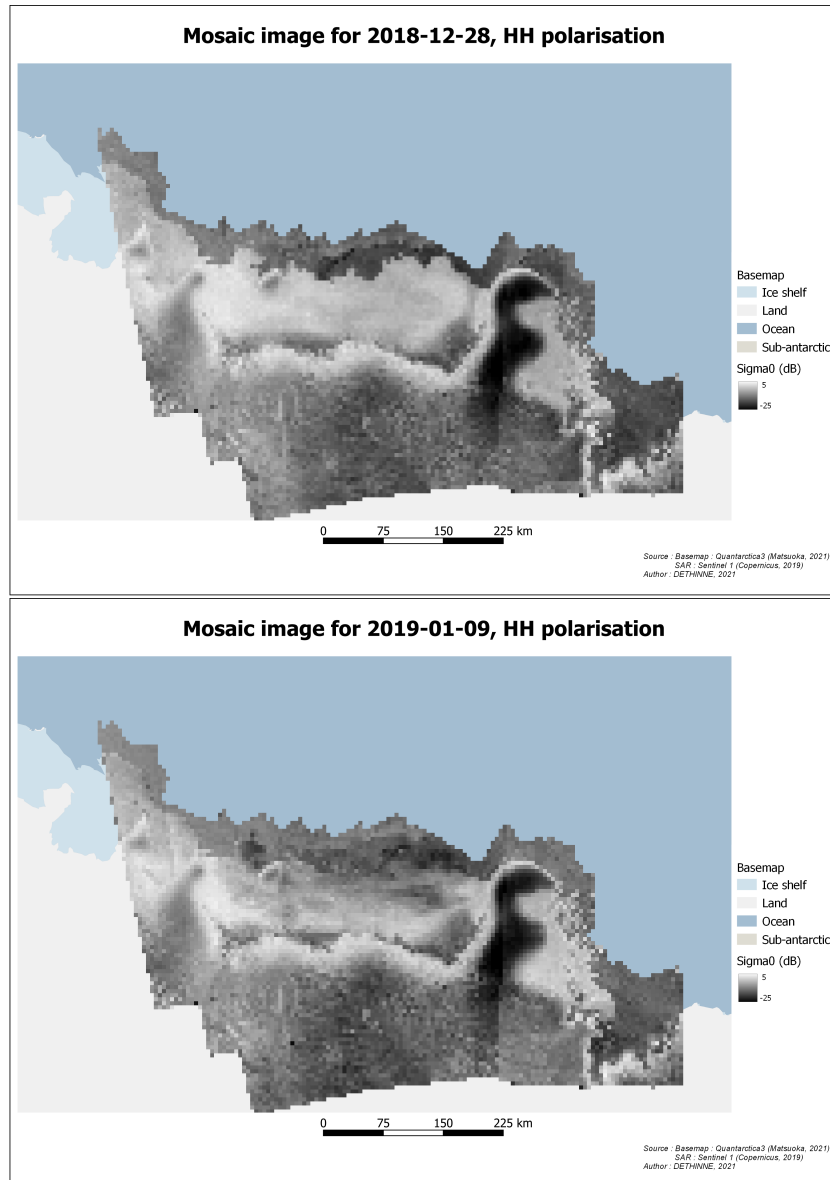 Mosaic image for 2018-12-28, HH polarisation
Basemap
Ice shelf
Land
Ocean
Sub-antarctic
Sigma0 (dB)
5
-25
0 75 150 225 km
Source : Basemap : Quantarctica3 (Matsuoka, 2021)
SAR : Sentinel 1 (Copernicus, 2019)
Author : DETHINNE, 2021
Mosaic image for 2019-01-09, HH polarisation
Basemap
Ice shelf
Land
Ocean
Sub-antarctic
Sigma0 (dB)
5
-25
0 75 150 225 km
Source : Basemap : Quantarctica3 (Matsuoka, 2021)
SAR : Sentinel 1 (Copernicus, 2019)
Author : DETHINNE, 2021